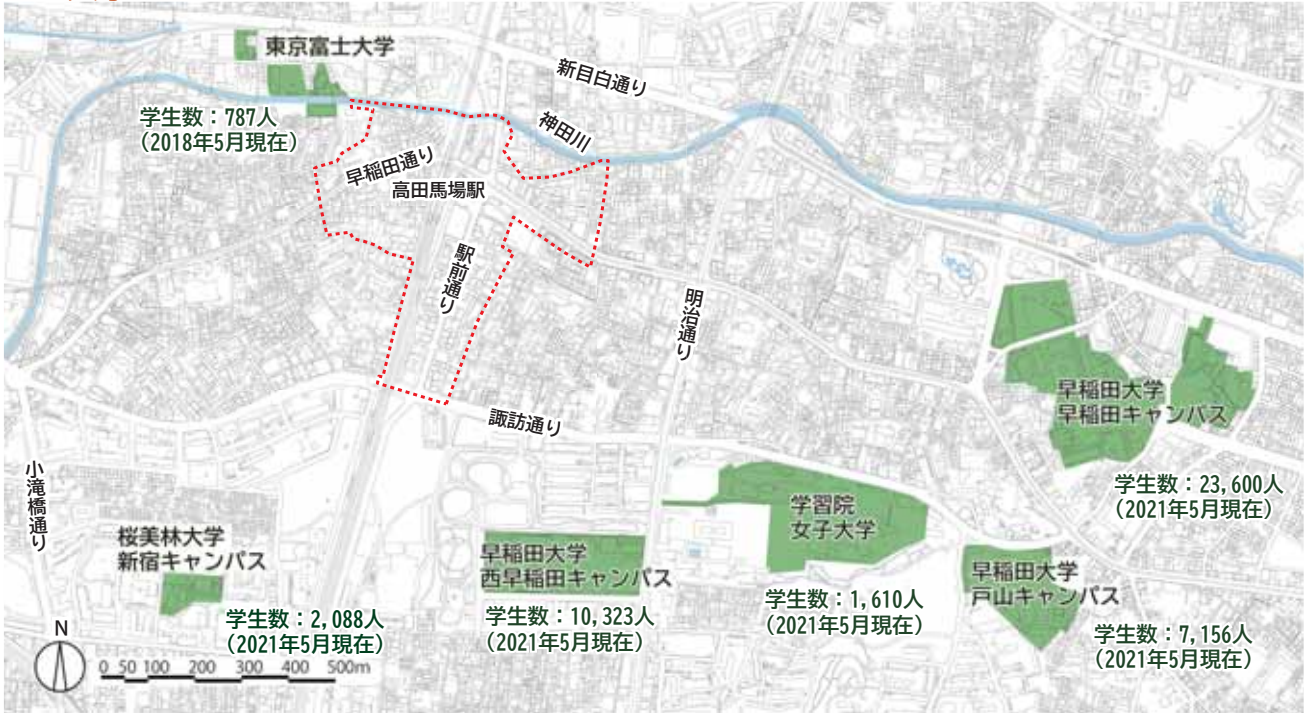 東京富士大学
学生数：787人
（2018年5月現在）
新目白通り
神田川
早稲田通り
高田馬場駅
駅前通り
明治通り
諏訪通り
小滝橋通り
早稲田大学
早稲田キャンパス
学生数：23,600人
（2021年5月現在）
学習院
女子大学
学生数：1,610人
（2021年5月現在）
早稲田大学
戸山キャンパス
学生数：7,156人
（2021年5月現在）
早稲田大学
西早稲田キャンパス
学生数：10,323人
（2021年5月現在）
桜美林大学
新宿キャンパス
学生数：2,088人
（2021年5月現在）
N
0 50 100 200 300 400 500m